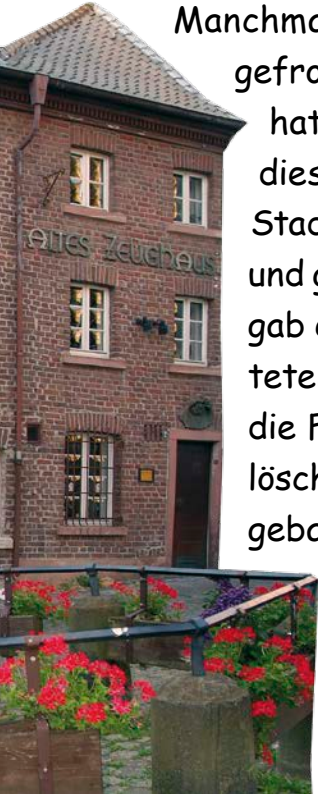 Manchma
gefra
hat
dies
Stad
und g
gab
tete
die F
lösch
geba
ALTES ZEUGHAUS